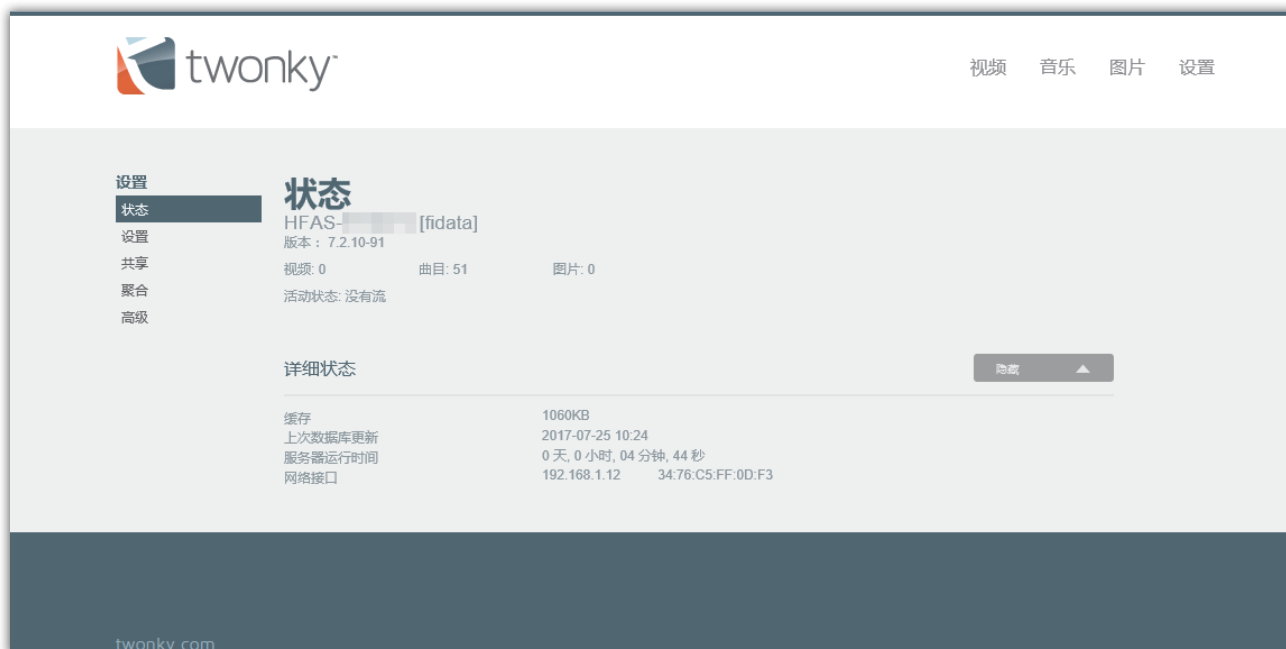 twonky™
视频 音乐 图片 设置
设置
状态
设置
共享
聚合
高级
状态
HFAS- [fidata]
版本： 7.2.10-91
视频: 0 曲目: 51 图片: 0
活动状态: 没有流
详细状态 隐藏
缓存 1060KB
上次数据库更新 2017-07-25 10:24
服务器运行时间 0 天, 0 小时, 04 分钟, 44 秒
网络接口 192.168.1.12 34:76:C5:FF:0D:F3
twonky.com